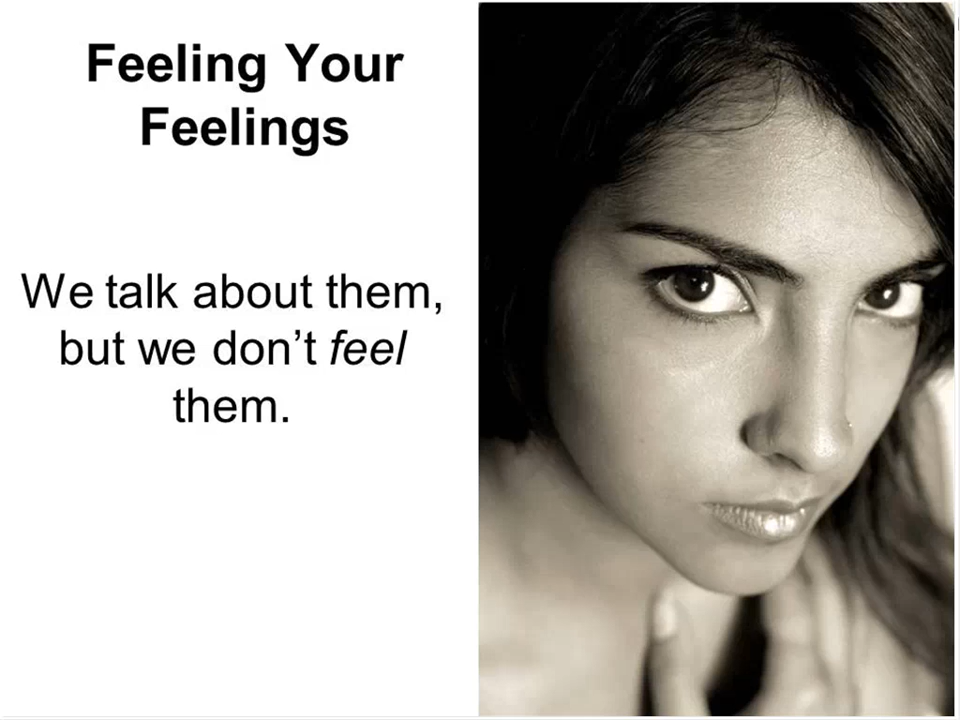 Feeling Your
Feelings
We talk about them,
but we don’t feel
them.